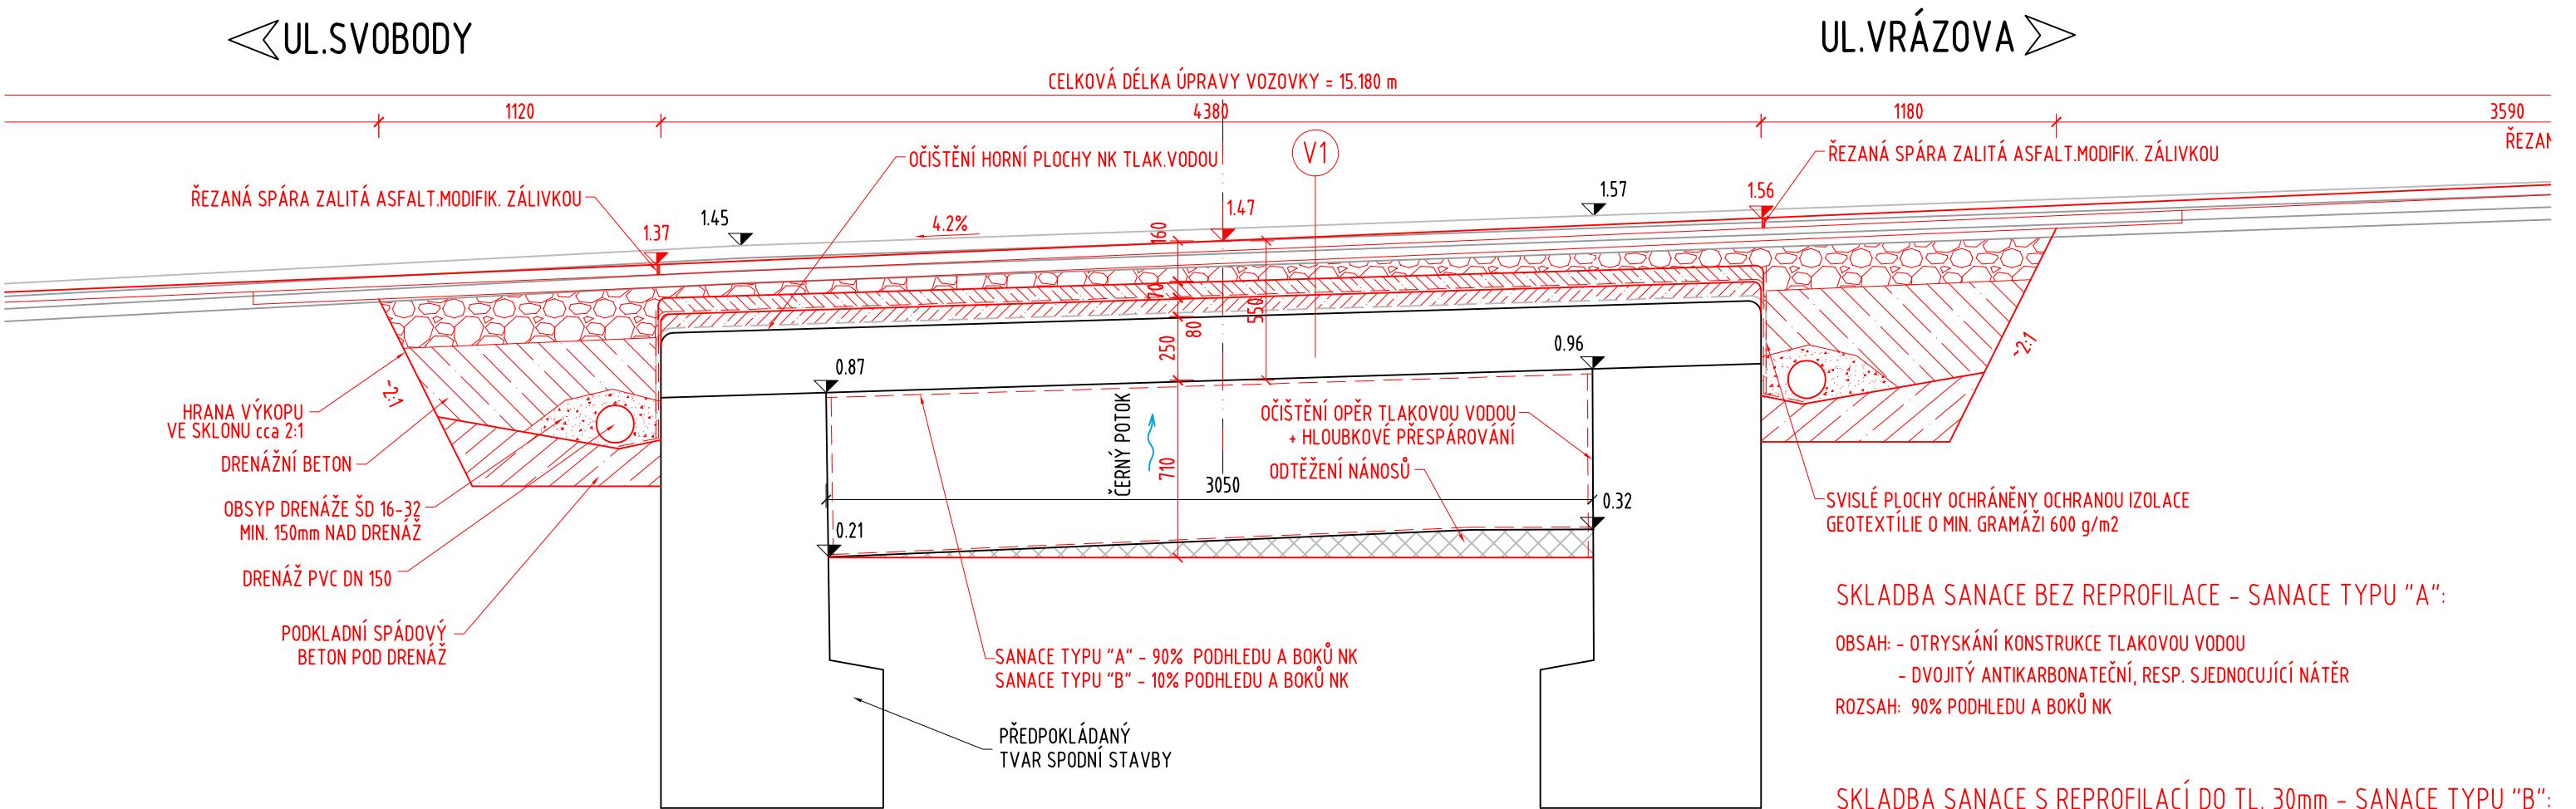 UL.SVOBODY
UL.VRÁZOVA
CELKOVÁ DÉLKA ÚPRAVY VOZOVKY = 15.180 m
1120
4380
1180
3590
OČIŠTĚNÍ HORNÍ PLOCHY NK TLAK.VODOU
V1
ŘEZANÁ SPÁRA ZALITÁ ASFALT.MODIFIK. ZÁLIVKOU
ŘEZANÁ SPÁRA ZALITÁ ASFALT.MODIFIK. ZÁLIVKOU
1.37
1.45
4.2%
160
1.47
1.57
1.56
70
80
550
250
710
0.87
0.96
~2:1
~2:1
HRANA VÝKOPU
VE SKLONU cca 2:1
DRENÁŽNÍ BETON
OBSYP DRENÁŽE ŠD 16-32
MIN. 150mm NAD DRENÁŽ
DRENÁŽ PVC DN 150
PODKLADNÍ SPÁDOVÝ
BETON POD DRENÁŽ
ČERNÝ POTOK
OČIŠTĚNÍ OPĚR TLAKOVOU VODOU
+ HLOUBKOVÉ PŘESPÁROVÁNÍ
ODTĚŽENÍ NÁNOSŮ
3050
0.21
0.32
SANACE TYPU "A" - 90% PODHLEDU A BOKŮ NK
SANACE TYPU "B" - 10% PODHLEDU A BOKŮ NK
PŘEDPOKLÁDANÝ
TVAR SPODNÍ STAVBY
SVISLÉ PLOCHY OCHRÁNĚNY OCHRANOU IZOLACE
GEOTEXTÍLIE O MIN. GRAMÁŽI 600 g/m2
SKLADBA SANACE BEZ REPROFILACE - SANACE TYPU "A":
OBSAH: - OTRYSKÁNÍ KONSTRUKCE TLAKOVOU VODOU
- DVOJITÝ ANTIKARBONATEČNÍ, RESP. SJEDNOCUJÍCÍ NÁTĚR
ROZSAH: 90% PODHLEDU A BOKŮ NK
SKLADBA SANACE S REPROFILACÍ DO TL. 30mm - SANACE TYPU "B":